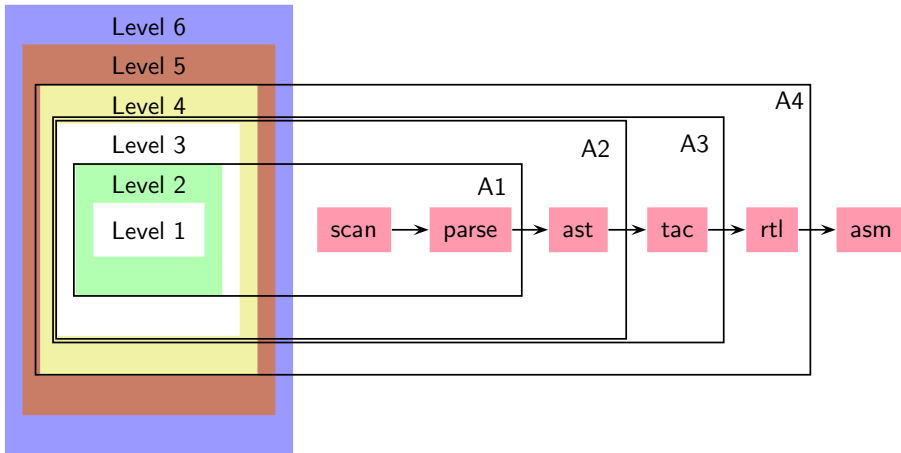 Level 6
Level 5
A4
Level 4
Level 3
A2
A3
Level 2
A1
Level 1
scan
parse
ast
tac
rtl
asm